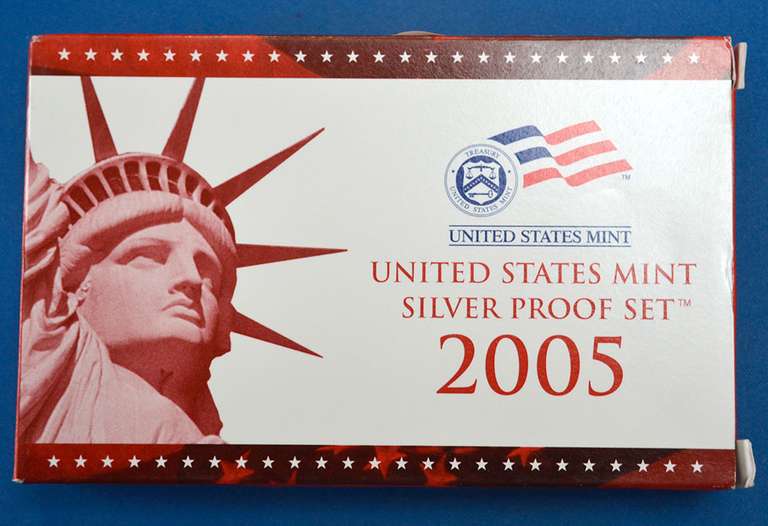 TREASURY
UNITED STATES MINT
™
UNITED STATES MINT
UNITED STATES MINT
SILVER PROOF SET™
2005